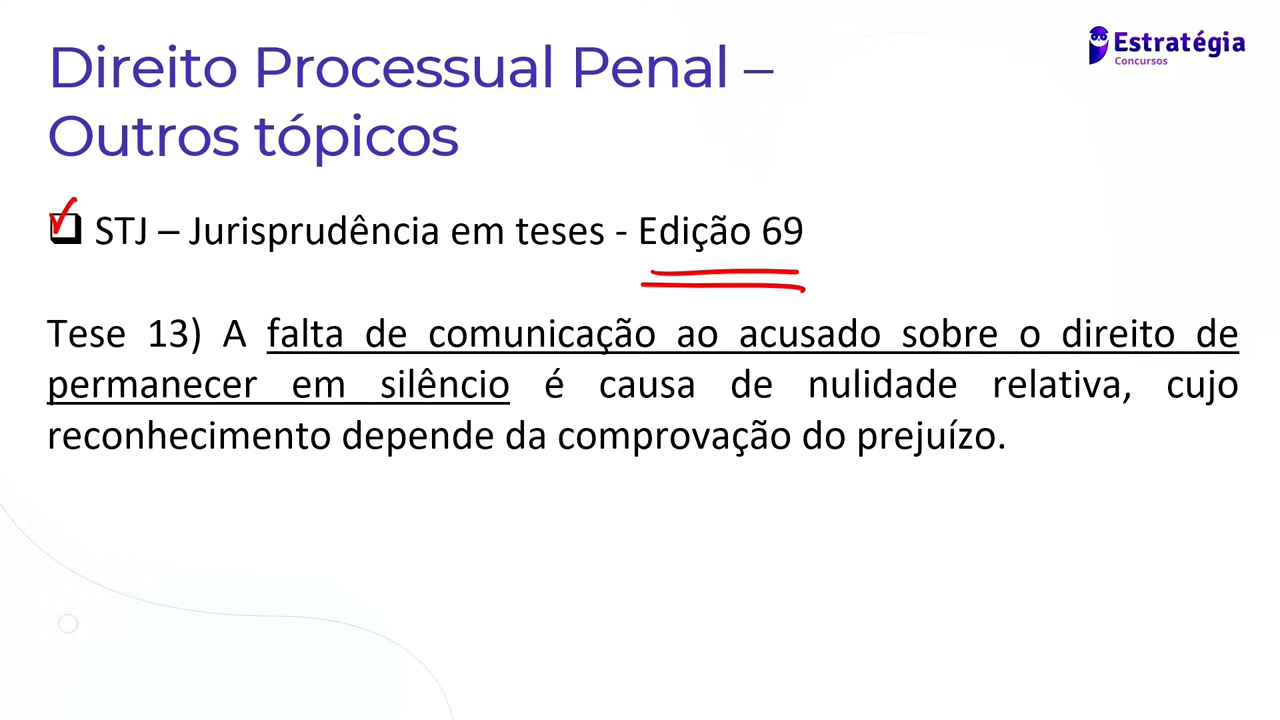 Direito Processual Penal –
Outros tópicos
Estratégia
Concursos
STJ – Jurisprudência em teses - Edição 69
Tese 13) A falta de comunicação ao acusado sobre o direito de
permanecer em silêncio é causa de nulidade relativa, cujo
reconhecimento depende da comprovação do prejuízo.